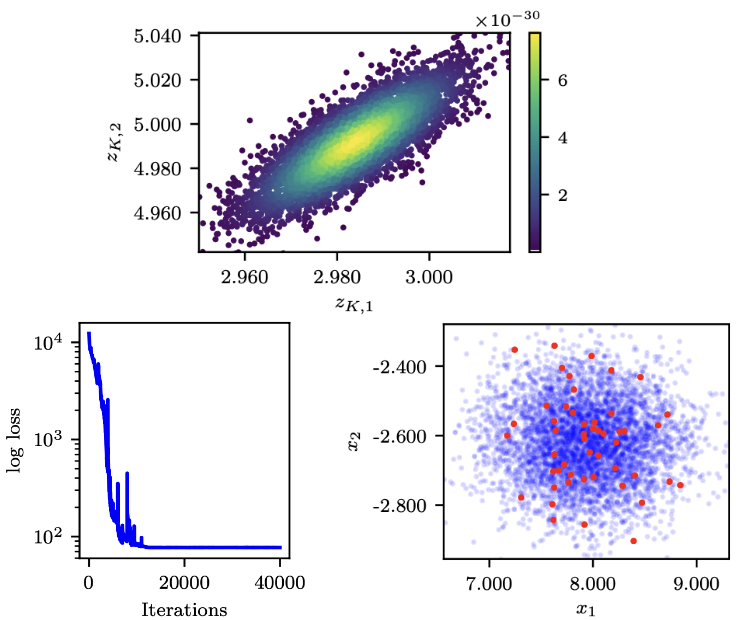 ×10⁻³⁰
5.040
5.020
5.000
4.980
4.960
z_{K,2}
6
4
2
2.960 2.980 3.000
z_{K,1}
10⁴
10³
10²
log loss
0 20000 40000
Iterations
-2.400
-2.600
-2.800
x₂
7.000 8.000 9.000
x₁